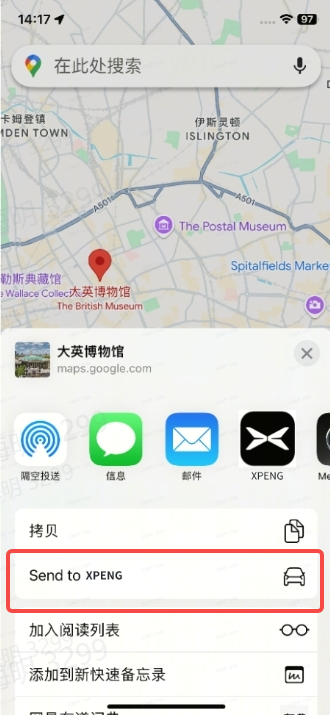 14:17
97
在此处搜索
卡姆登镇
MDEN TOWN
伊斯灵顿
ISLINGTON
A501
A501
The Postal Museum
Spitalfields Marke
勒斯典藏馆
e Wallace Collec
大英博物馆
The British Museum
大英博物馆
maps.google.com
隔空投送
信息
邮件
XPENG
Me
拷贝
Send to XPENG
加入阅读列表
添加到新快速备忘录
3299